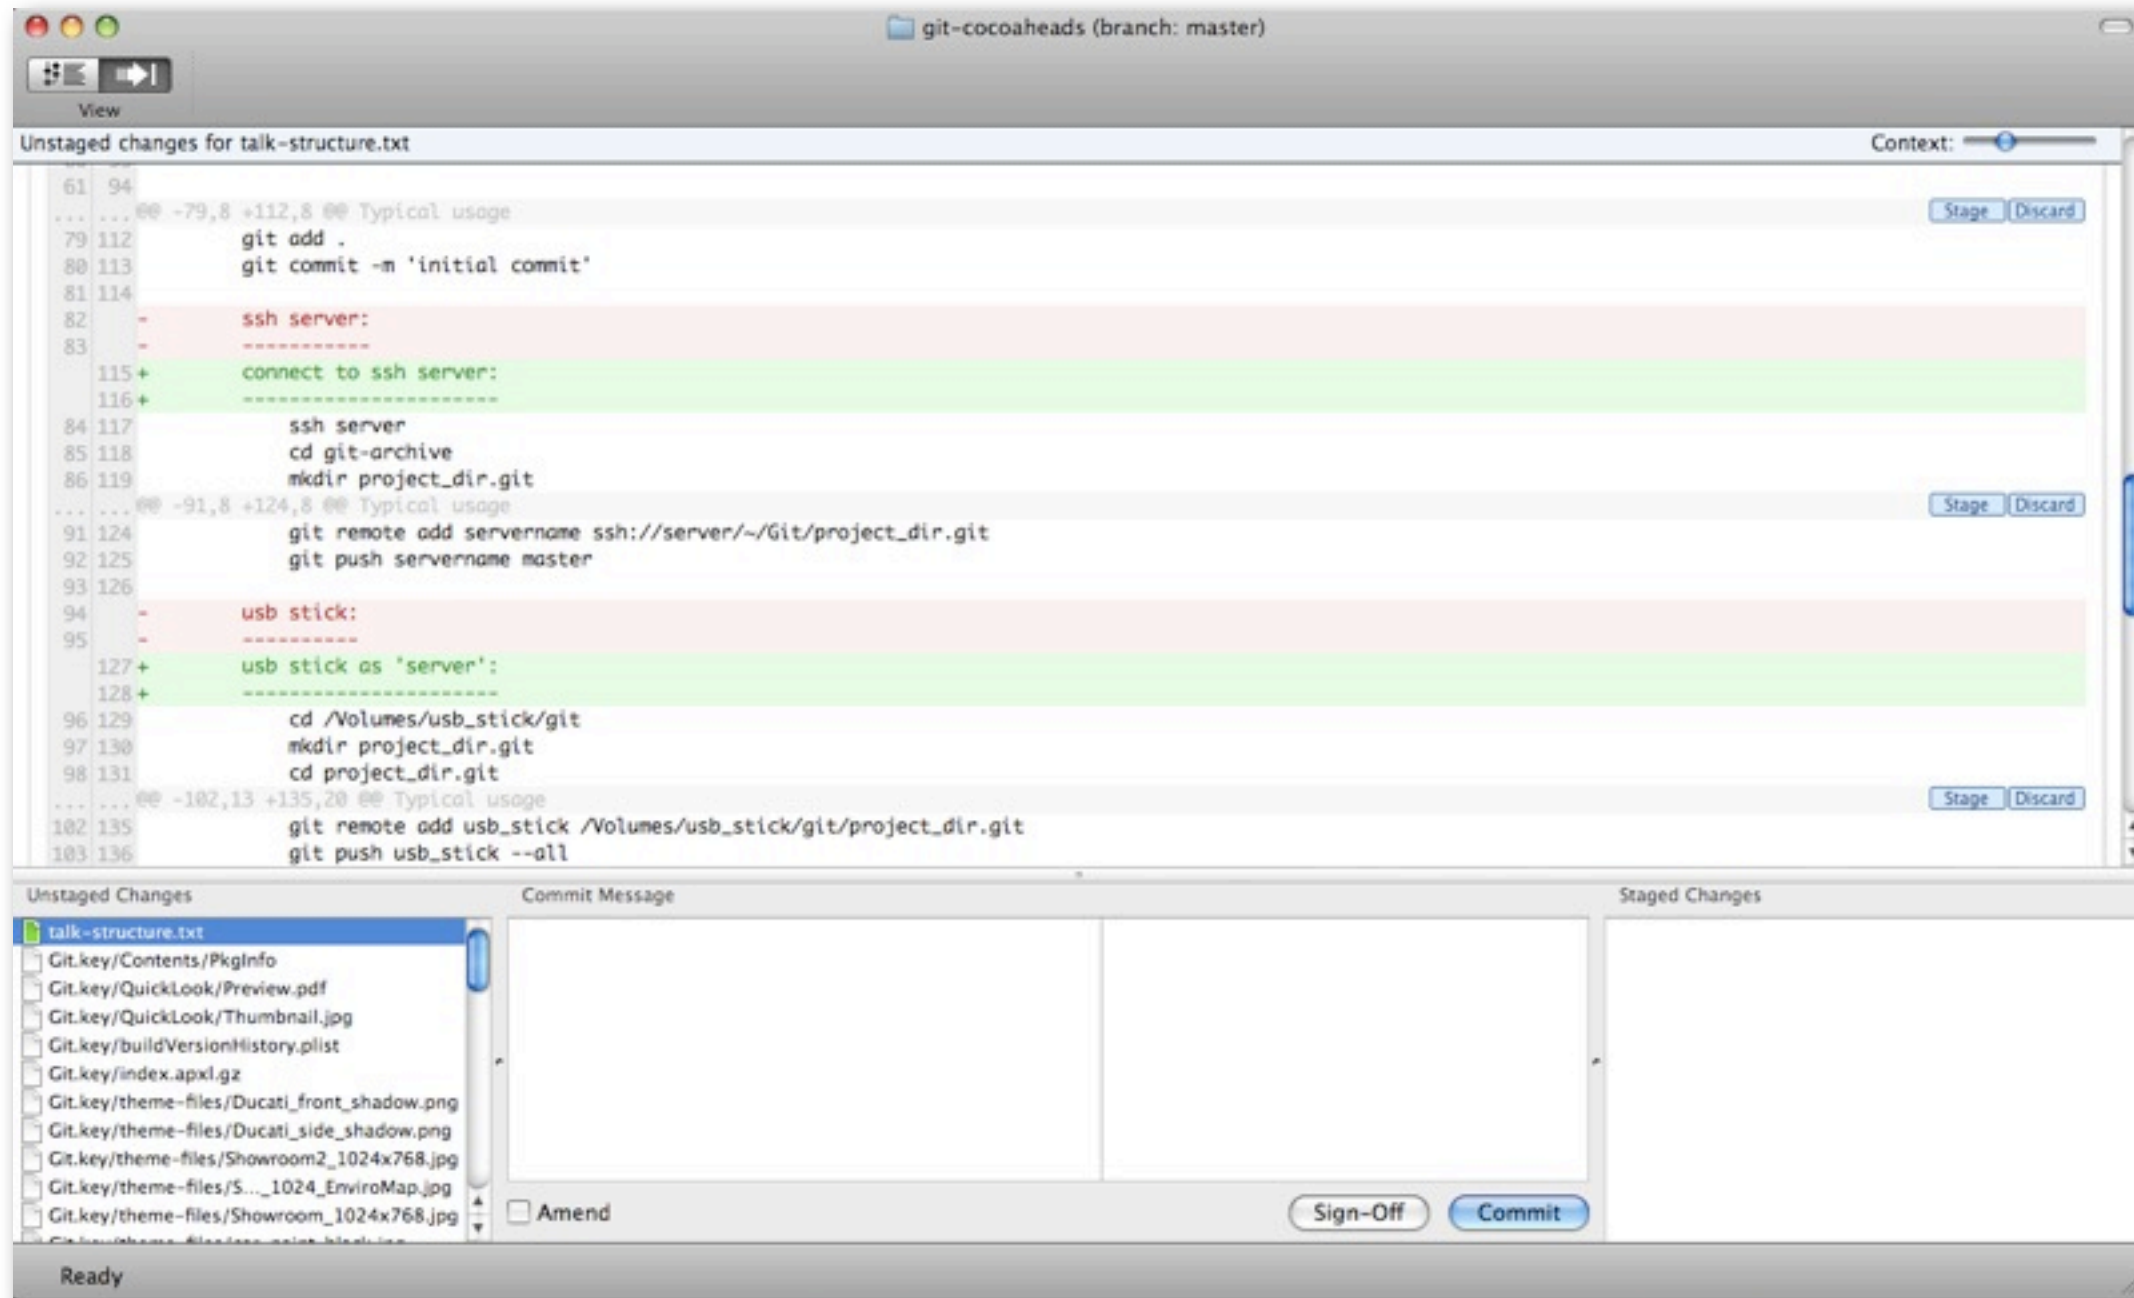 git-cocoaheads (branch: master)
View
Unstaged changes for talk-structure.txt
Context:
61 94
... ... @@ -79,8 +112,8 @@ Typical usage
Stage Discard
79 112 git add .
80 113 git commit -m 'initial commit'
81 114
82 - ssh server:
83 - -----------
115 + connect to ssh server:
116 + ----------------------
84 117 ssh server
85 118 cd git-archive
86 119 mkdir project_dir.git
... ... @@ -91,8 +124,8 @@ Typical usage
Stage Discard
91 124 git remote add servername ssh://server/~/Git/project_dir.git
92 125 git push servername master
93 126
94 - usb stick:
95 - ----------
127 + usb stick as 'server':
128 + ----------------------
96 129 cd /Volumes/usb_stick/git
97 130 mkdir project_dir.git
98 131 cd project_dir.git
... ... @@ -102,13 +135,20 @@ Typical usage
Stage Discard
102 135 git remote add usb_stick /Volumes/usb_stick/git/project_dir.git
103 136 git push usb_stick --all
Unstaged Changes
talk-structure.txt
Git.key/Contents/PkgInfo
Git.key/QuickLook/Preview.pdf
Git.key/QuickLook/Thumbnail.jpg
Git.key/buildVersionHistory.plist
Git.key/index.apxl.gz
Git.key/theme-files/Ducati_front_shadow.png
Git.key/theme-files/Ducati_side_shadow.png
Git.key/theme-files/Showroom2_1024x768.jpg
Git.key/theme-files/S..._1024_EnviroMap.jpg
Git.key/theme-files/Showroom_1024x768.jpg
Commit Message
Amend
Sign-Off
Commit
Staged Changes
Ready